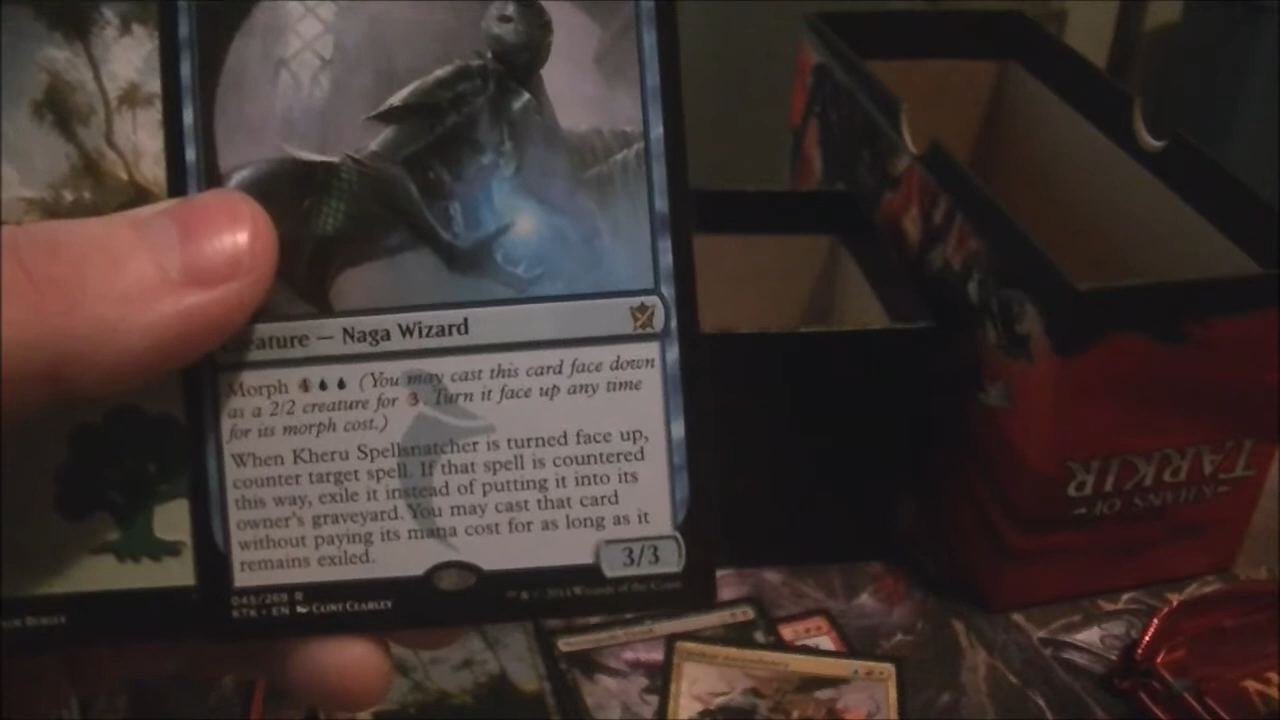 Creature — Naga Wizard
Morph 4 (You may cast this card face down
as a 2/2 creature for 3. Turn it face up any time
for its morph cost.)
When Kheru Spellsnatcher is turned face up,
counter target spell. If that spell is countered
this way, exile it instead of putting it into its
owner's graveyard. You may cast that card
without paying its mana cost for as long as it
remains exiled.
3/3
045/269 R
KTK • EN CLINT CEARLEY
KHANS OF
TARKIR